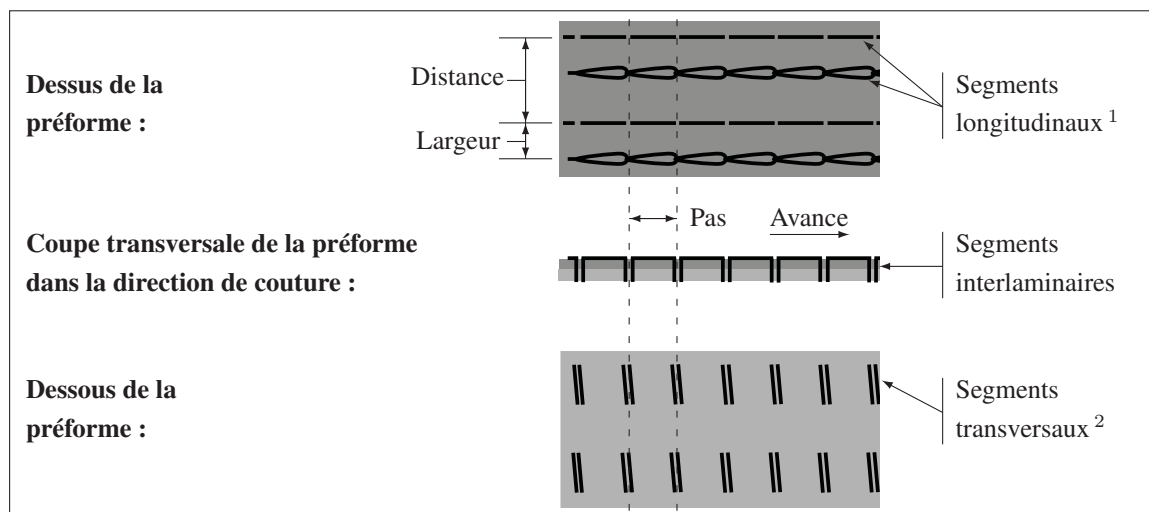 Dessus de la
préforme :
Distance
Largeur
Segments
longitudinaux 1
Pas
Avance
Coupe transversale de la préforme
dans la direction de couture :
Segments
interlaminaires
Dessous de la
préforme :
Segments
transversaux 2